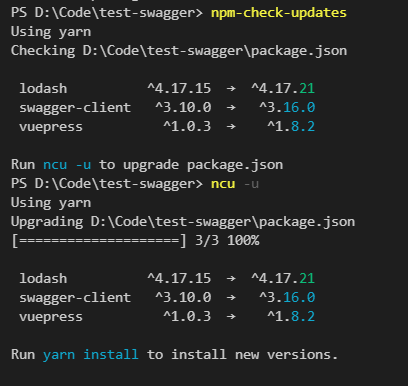 PS D:\Code\test-swagger> npm-check-updates
Using yarn
Checking D:\Code\test-swagger\package.json
lodash ^4.17.15 → ^4.17.21
swagger-client ^3.10.0 → ^3.16.0
vuepress ^1.0.3 → ^1.8.2
Run ncu -u to upgrade package.json
PS D:\Code\test-swagger> ncu -u
Using yarn
Upgrading D:\Code\test-swagger\package.json
[====================] 3/3 100%
lodash ^4.17.15 → ^4.17.21
swagger-client ^3.10.0 → ^3.16.0
vuepress ^1.0.3 → ^1.8.2
Run yarn install to install new versions.